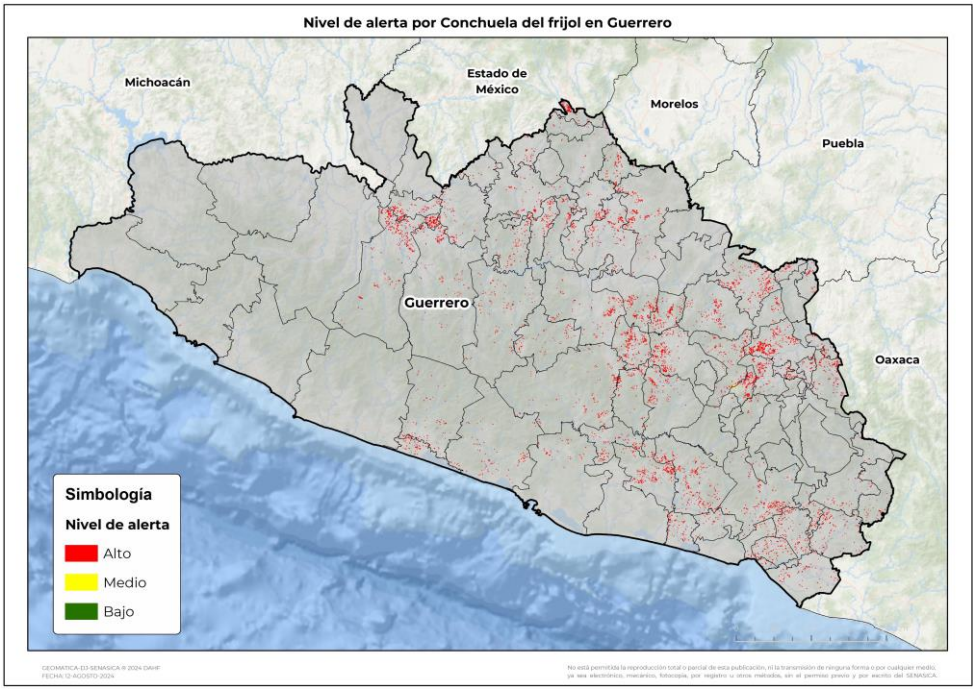 Nivel de alerta por Conchuela del frijol en Guerrero
Michoacán
Estado de
México
Morelos
Puebla
Guerrero
Oaxaca
Simbología
Nivel de alerta
Alto
Medio
Bajo
GEOMATICA-DJ-SENASICA ® 2024 DAHF
FECHA: 12-AGOSTO-2024
No está permitida la reproducción total o parcial de esta publicación, ni la transmisión de ninguna forma o por cualquier medio,
ya sea electrónico, mecánico, fotocopia, por registro u otros métodos, sin el permiso previo y por escrito del SENASICA.